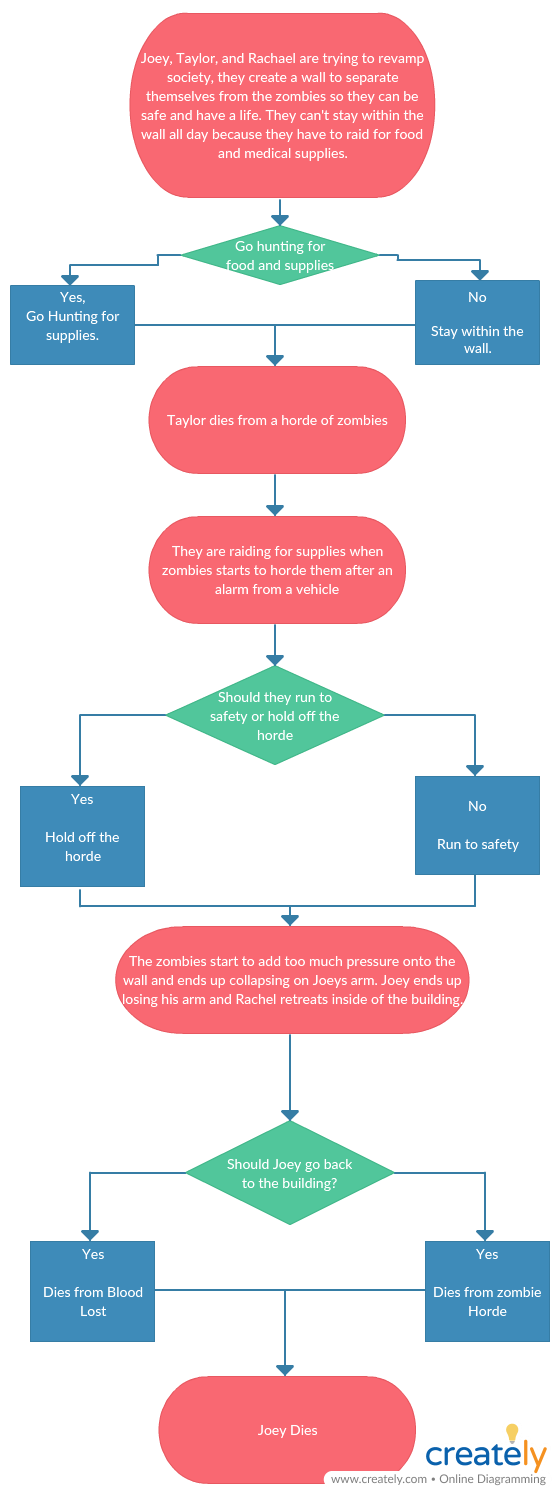 Joey, Taylor, and Rachael are trying to revamp
society, they create a wall to separate
themselves from the zombies so they can be
safe and have a life. They can't stay within the
wall all day because they have to raid for food
and medical supplies.
Go hunting for
food and supplies
Yes,
Go Hunting for
supplies.
No
Stay within the
wall.
Taylor dies from a horde of zombies
They are raiding for supplies when
zombies starts to horde them after an
alarm from a vehicle
Should they run to
safety or hold off the
horde
Yes
Hold off the
horde
No
Run to safety
The zombies start to add too much pressure onto the
wall and ends up collapsing on Joeys arm. Joey ends up
losing his arm and Rachel retreats inside of the building.
Should Joey go back
to the building?
Yes
Dies from Blood
Lost
Yes
Dies from zombie
Horde
Joey Dies
creately
www.creately.com • Online Diagramming